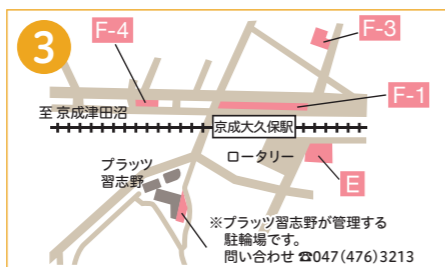 3
F-4
F-3
F-1
至 京成津田沼
京成大久保駅
プラッツ
習志野
ロータリー
E
※プラッツ習志野が管理する
駐輪場です。
問い合わせ ☎047(476)3213